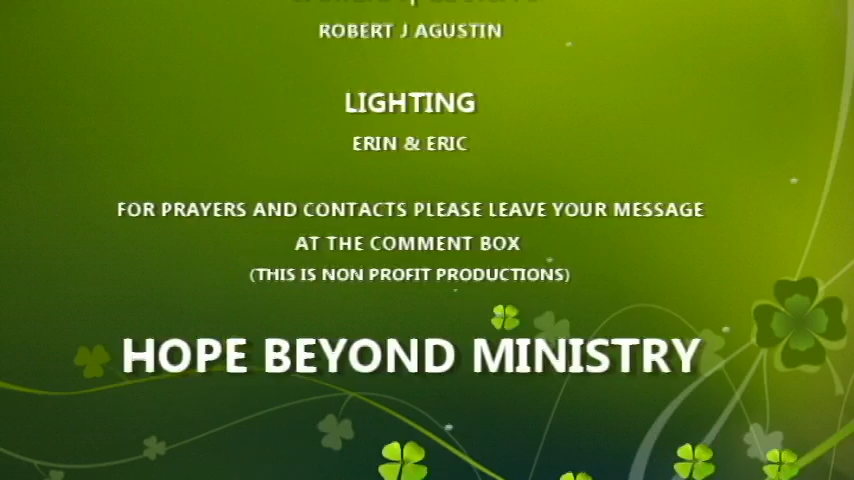 ROBERT J AGUSTIN
LIGHTING
ERIN & ERIC
FOR PRAYERS AND CONTACTS PLEASE LEAVE YOUR MESSAGE
AT THE COMMENT BOX
(THIS IS NON PROFIT PRODUCTIONS)
HOPE BEYOND MINISTRY